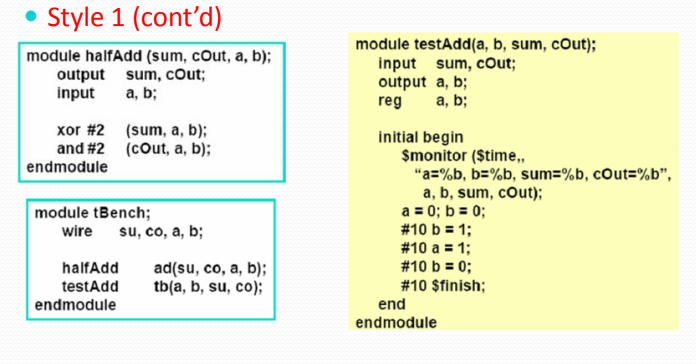 • Style 1 (cont’d)
module halfAdd (sum, cOut, a, b);
output sum, cOut;
input a, b;
xor #2 (sum, a, b);
and #2 (cOut, a, b);
endmodule
module tBench;
wire su, co, a, b;
halfAdd ad(su, co, a, b);
testAdd tb(a, b, su, co);
endmodule
module testAdd(a, b, sum, cOut);
input sum, cOut;
output a, b;
reg a, b;
initial begin
$monitor ($time,,
“a=%b, b=%b, sum=%b, cOut=%b”,
a, b, sum, cOut);
a = 0; b = 0;
#10 b = 1;
#10 a = 1;
#10 b = 0;
#10 $finish;
end
endmodule